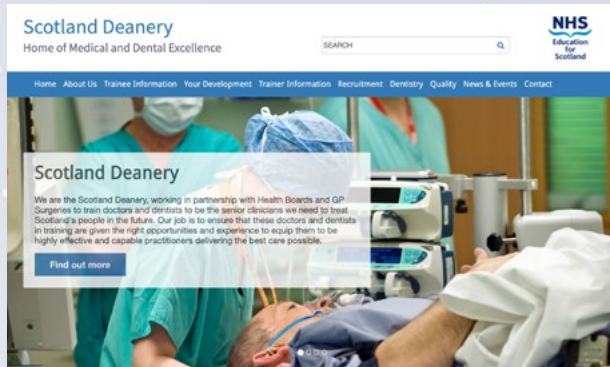 Scotland Deanery
Home of Medical and Dental Excellence
SEARCH
NHS
Education
for
Scotland
Home About Us Trainee Information Your Development Trainer Information Recruitment Dentistry Quality News & Events Contact
Scotland Deanery
We are the Scotland Deanery, working in partnership with Health Boards and GP
Surgeries to train doctors and dentists to be the senior clinicians we need to treat
Scotland's people in the future. Our job is to ensure that these doctors and dentists
in training are given the right opportunities and experience to equip them to be
highly effective and capable practitioners delivering the best care possible.
Find out more